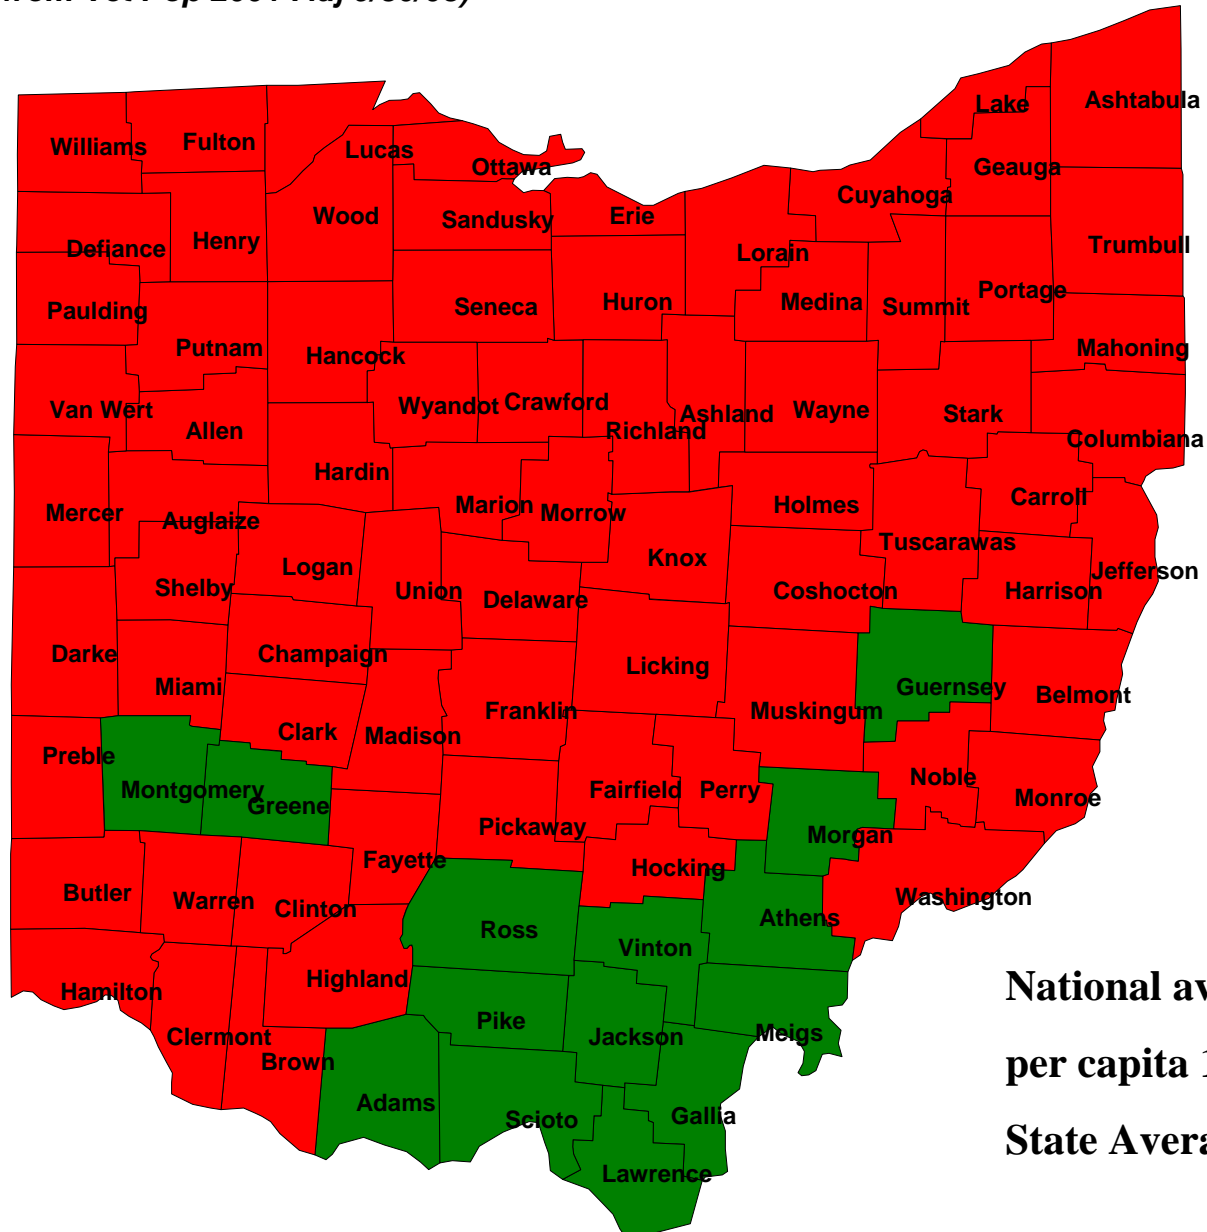 Lake Ashtabula
Williams Fulton Lucas Ottawa Geauga
Cuyahoga
Wood Sandusky Erie
Defiance Henry Lorain Trumbull
Paulding Seneca Huron Medina Summit Portage
Putnam Hancock Mahoning
Van Wert Wyandot Crawford Ashland Wayne Stark
Allen Richland Columbiana
Hardin
Mercer Auglaize Marion Morrow Holmes Carroll
Logan Knox Tuscarawas
Shelby Union Delaware Coshocton Harrison Jefferson
Darke Champaign Licking
Miami Guernsey Belmont
Clark Madison Franklin Muskingum
Preble Montgomery Greene Fairfield Perry Noble Monroe
Pickaway Morgan
Fayette Hocking
Butler Warren Clinton Athens Washington
Ross Vinton
Hamilton Highland
National
Clermont Pike Jackson Meigs
Brown per capita
Adams Scioto Gallia
State
Lawrence